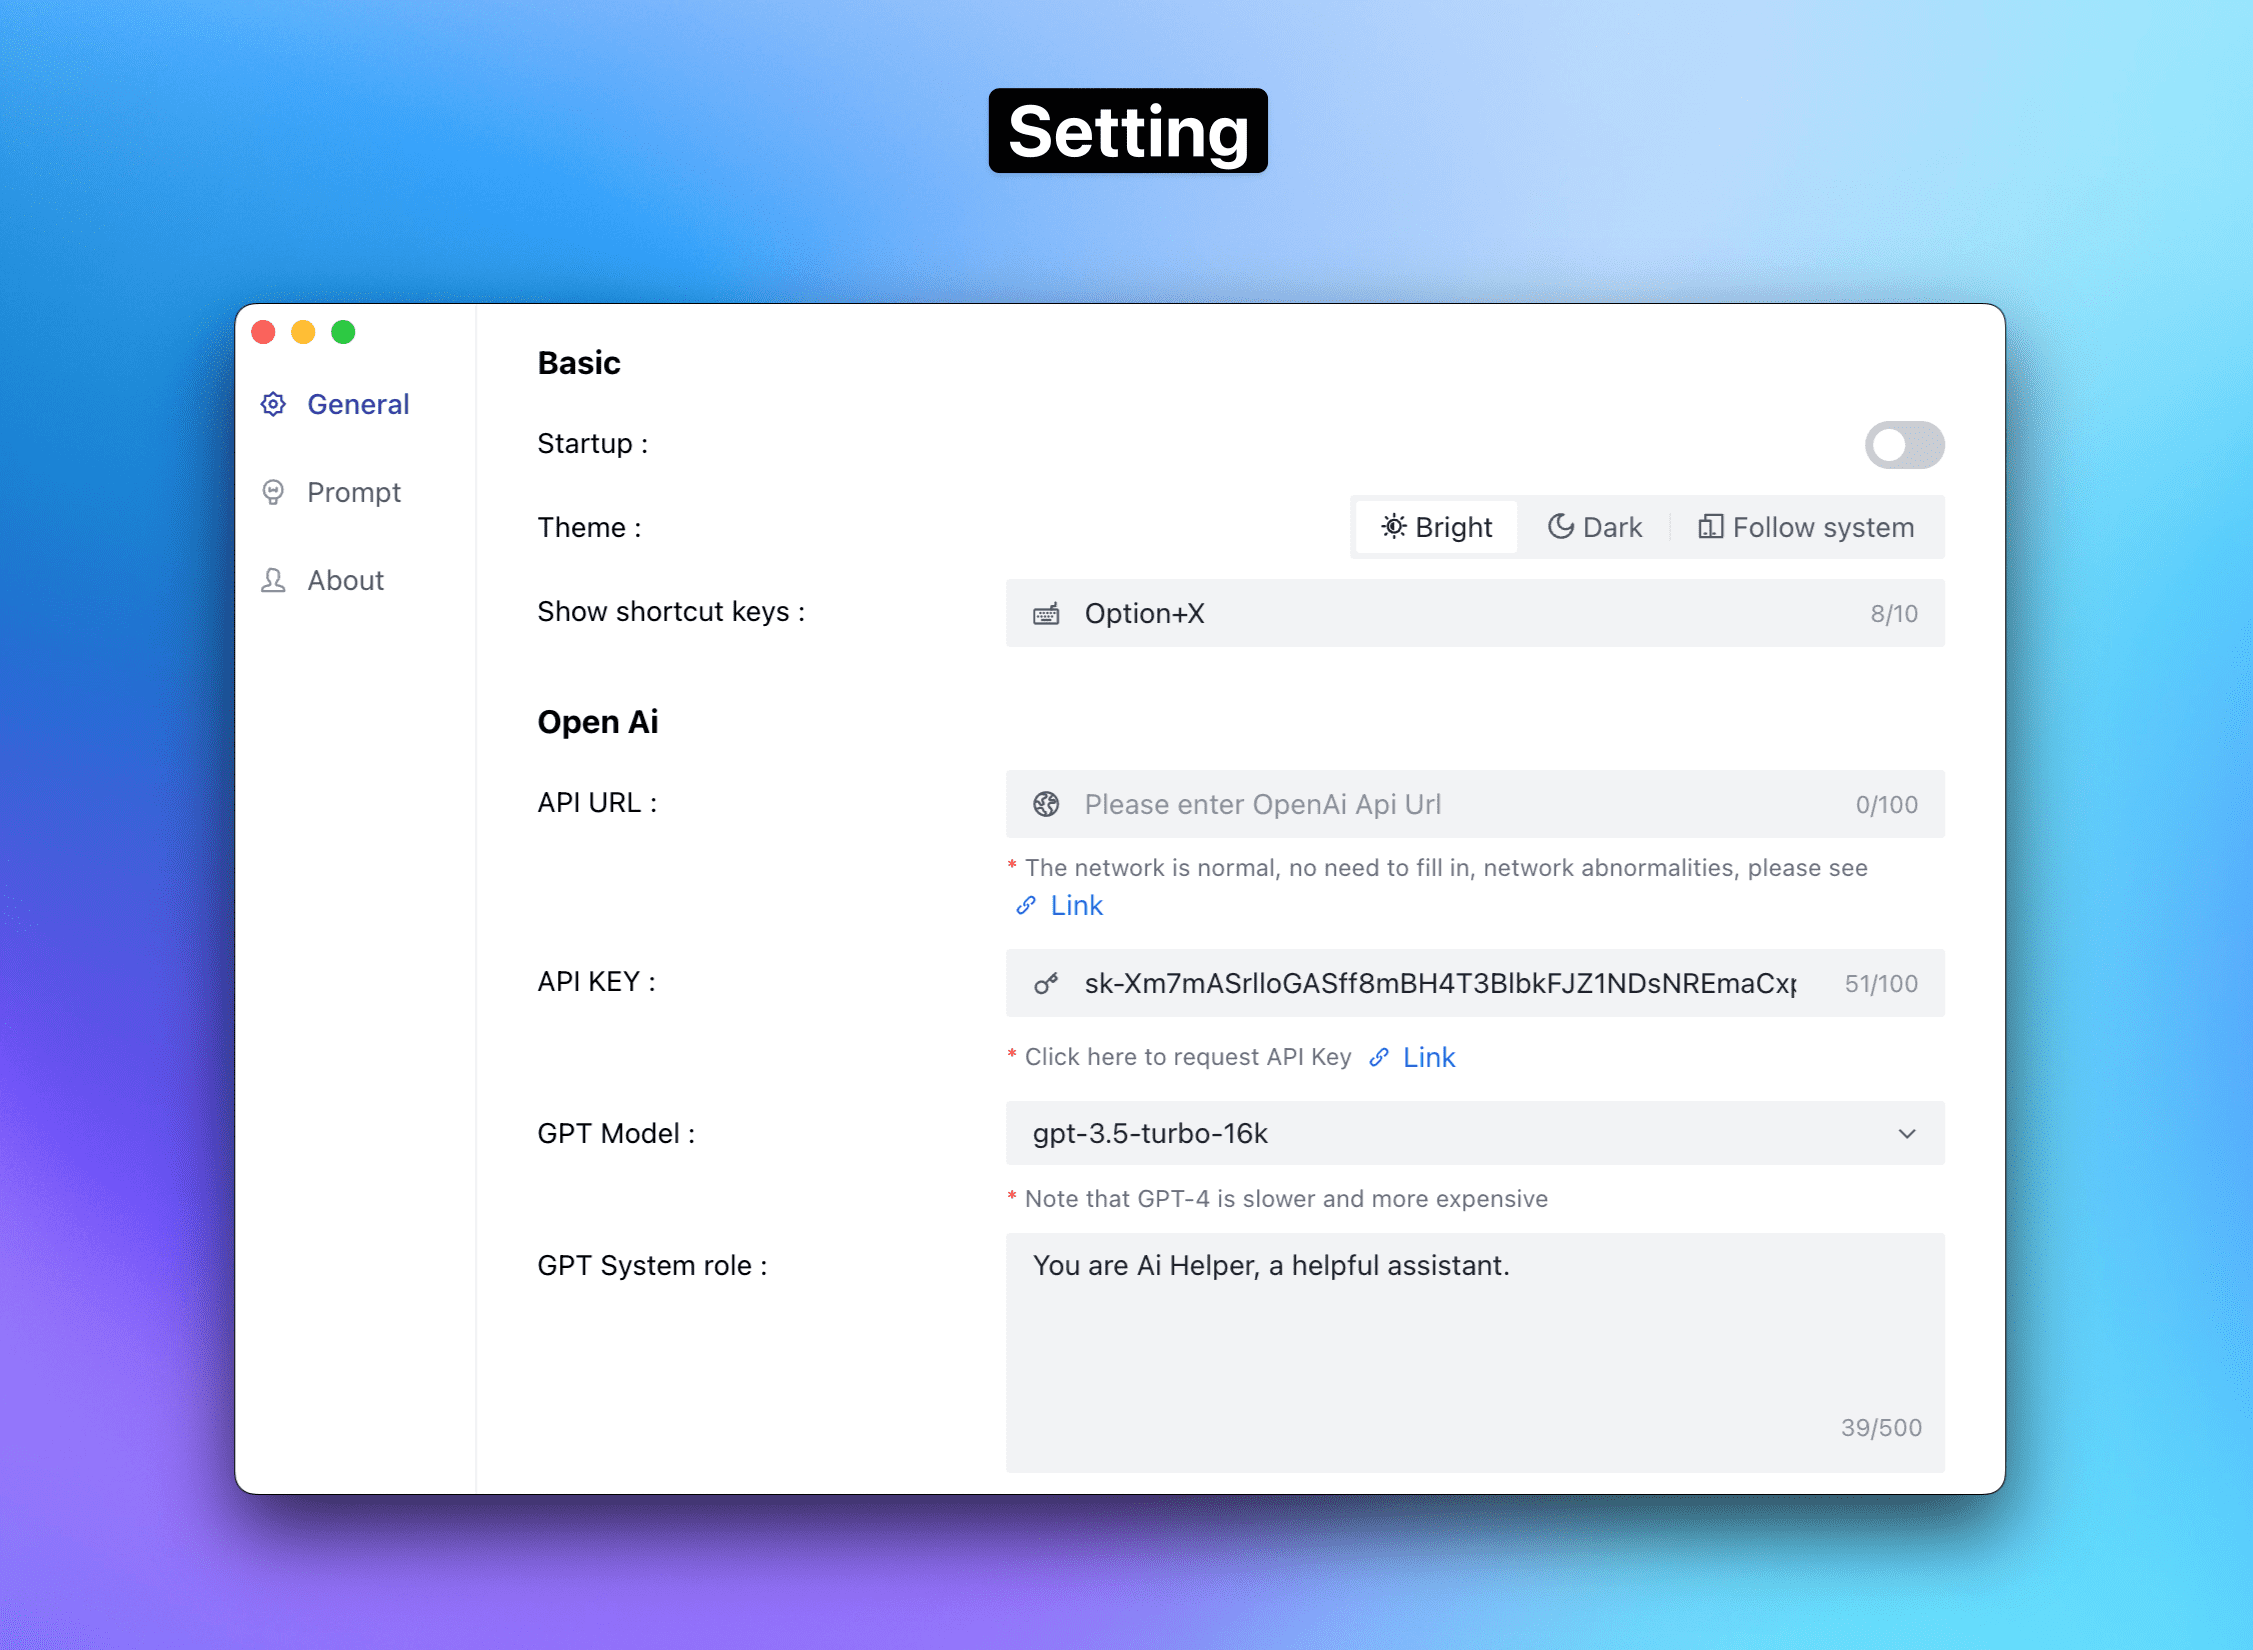 Setting
General
Prompt
About
Basic
Startup :
Theme :
Bright Dark Follow system
Show shortcut keys :
Option+X 8/10
Open Ai
API URL :
Please enter OpenAi Api Url 0/100
* The network is normal, no need to fill in, network abnormalities, please see
Link
API KEY :
51/100
* Click here to request API Key Link
GPT Model :
gpt-3.5-turbo-16k
* Note that GPT-4 is slower and more expensive
GPT System role :
You are Ai Helper, a helpful assistant.
39/500